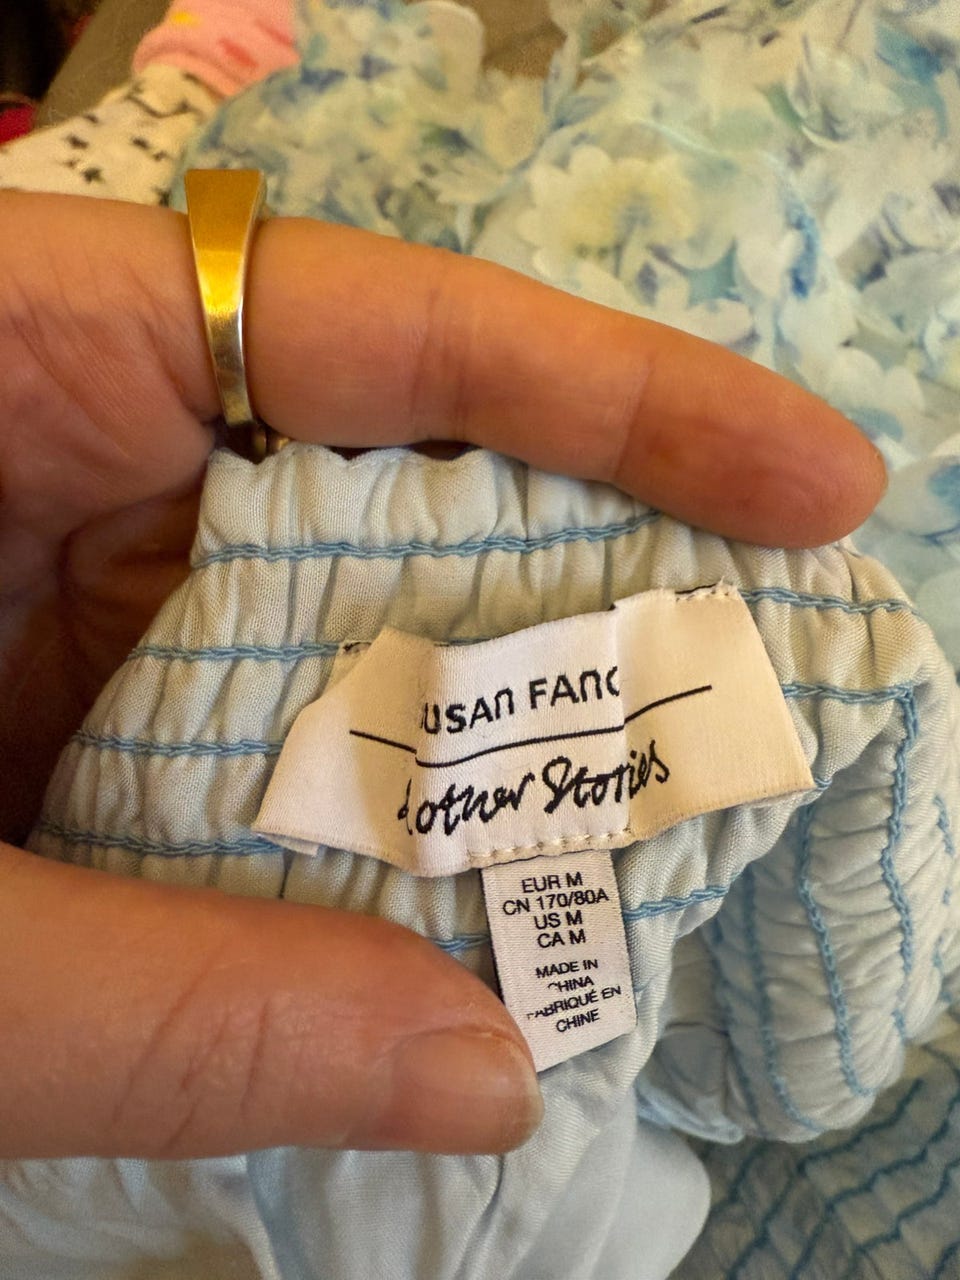 USAN FANG
& other Stories
EUR M
CN 170/80A
US M
CA M
MADE IN
CHINA
FABRIQUÉ EN
CHINE